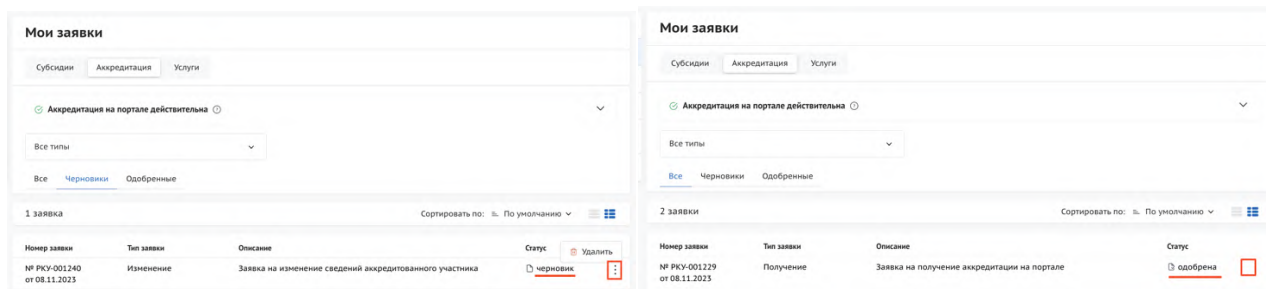 Мои заявки
Субсидии Аккредитация Услуги
Аккредитация на портале действительна
Все типы
Все Черновики Одобренные
1 заявка Сортировать по: По умолчанию
Номер заявки Тип заявки Описание Статус Удалить
№ РКУ-001240 Изменение Заявка на изменение сведений аккредитованного участника черновик
от 08.11.2023
Мои заявки
Субсидии Аккредитация Услуги
Аккредитация на портале действительна
Все типы
Все Черновики Одобренные
2 заявки Сортировать по: По умолчанию
Номер заявки Тип заявки Описание Статус
№ РКУ-001229 Получение Заявка на получение аккредитации на портале одобрена
от 08.11.2023